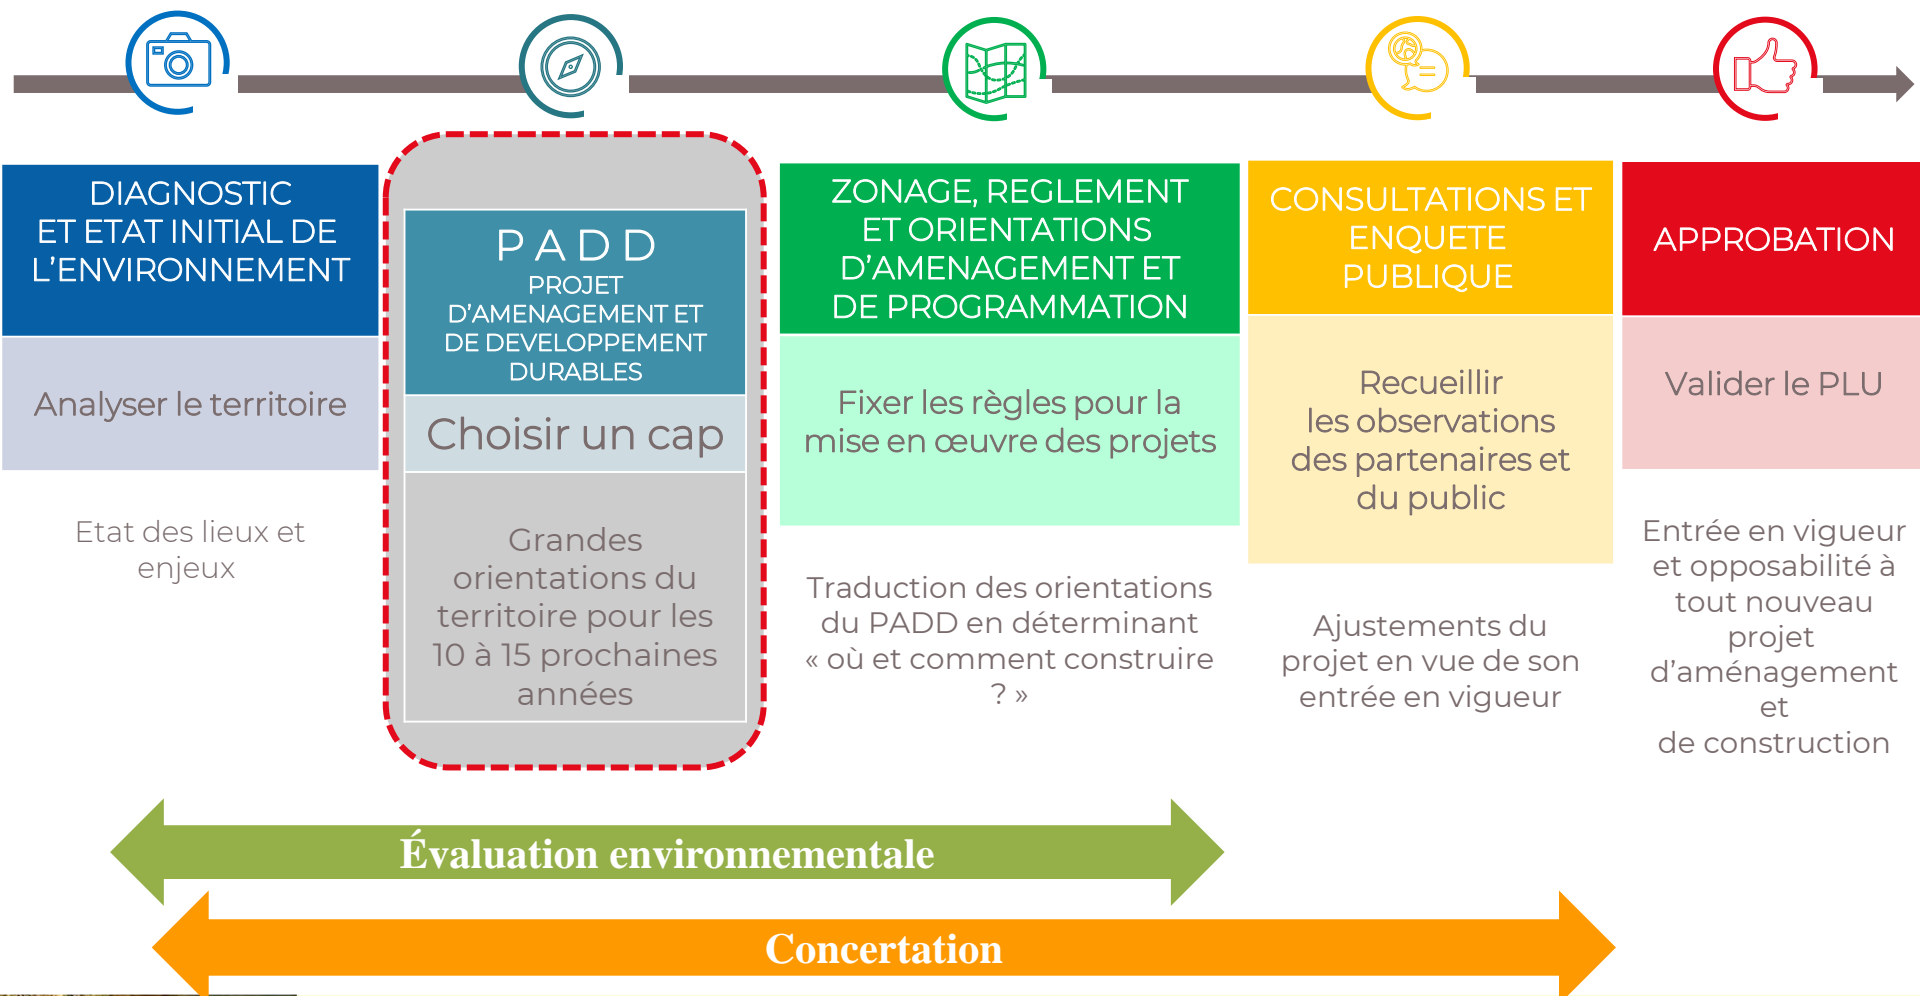 DIAGNOSTIC
ET ETAT INITIAL DE
L’ENVIRONNEMENT
Analyser le territoire
Etat des lieux et
enjeux
P A D D
PROJET
D’AMENAGEMENT ET
DE DEVELOPPEMENT
DURABLES
Choisir un cap
Grandes
orientations du
territoire pour les
10 à 15 prochaines
années
ZONAGE, REGLEMENT
ET ORIENTATIONS
D’AMENAGEMENT ET
DE PROGRAMMATION
Fixer les règles pour la
mise en œuvre des projets
Traduction des orientations
du PADD en déterminant
« où et comment construire
? »
CONSULTATIONS ET
ENQUETE
PUBLIQUE
Recueillir
les observations
des partenaires et
du public
Ajustements du
projet en vue de son
entrée en vigueur
APPROBATION
Valider le PLU
Entrée en vigueur
et opposabilité à
tout nouveau
projet
d’aménagement
et
de construction
Évaluation environnementale
Concertation